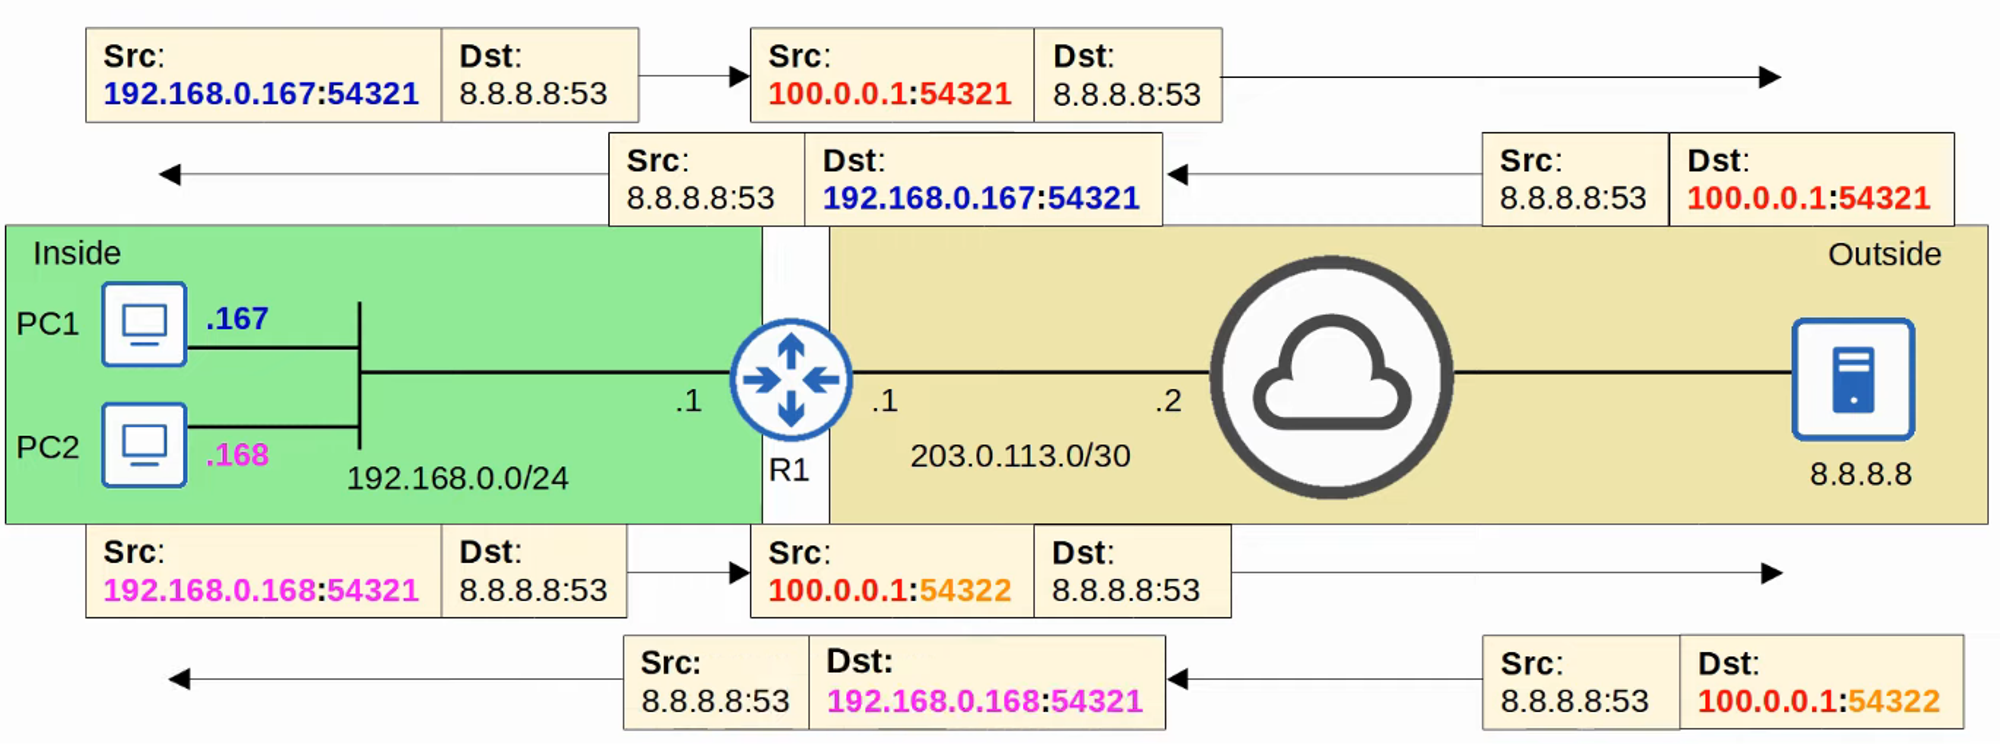 Src:
192.168.0.167:54321
Dst:
8.8.8.8:53
Src:
100.0.0.1:54321
Dst:
8.8.8.8:53
Src:
8.8.8.8:53
Dst:
192.168.0.167:54321
Src:
8.8.8.8:53
Dst:
100.0.0.1:54321
Inside
Outside
PC1
.167
.1
.1
.2
PC2
.168
192.168.0.0/24
R1
203.0.113.0/30
8.8.8.8
Src:
192.168.0.168:54321
Dst:
8.8.8.8:53
Src:
100.0.0.1:54322
Dst:
8.8.8.8:53
Src:
8.8.8.8:53
Dst:
192.168.0.168:54321
Src:
8.8.8.8:53
Dst:
100.0.0.1:54322